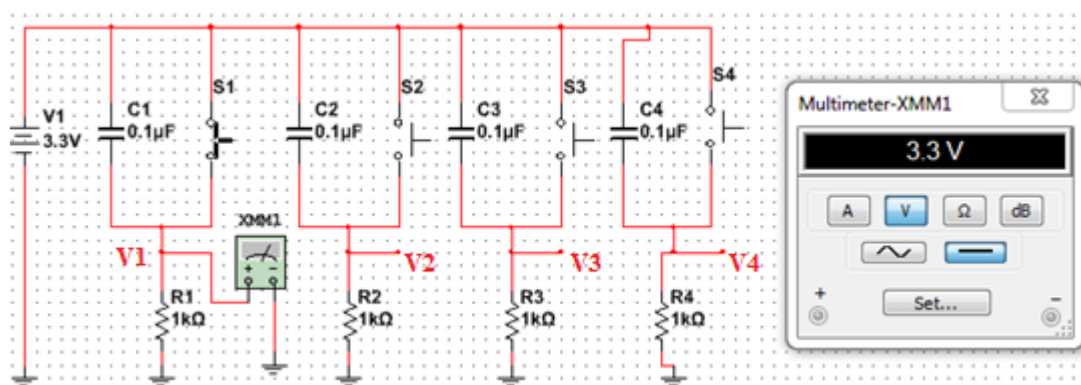 V1
3.3V
C1
0.1µF
S1
C2
0.1µF
S2
C3
0.1µF
S3
C4
0.1µF
S4
XMM1
V1
V2
V3
V4
R1
1kΩ
R2
1kΩ
R3
1kΩ
R4
1kΩ
Multimeter-XMM1
3.3 V
A V Ω dB
+ Set... -